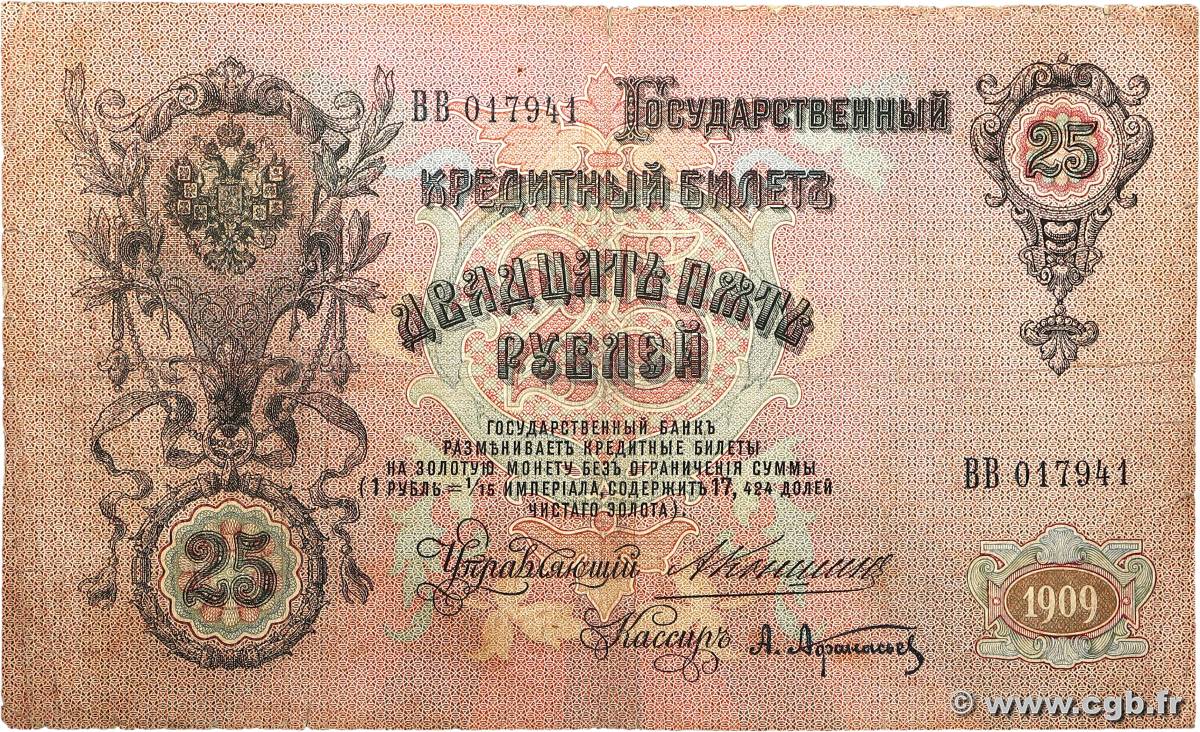 ВВ 017941 ГОСУДАРСТВЕННЫЙ
25
КРЕДИТНЫЙ БИЛЕТЪ
25
ДВАДЦАТЬ ПЯТЬ
РУБЛЕЙ
ГОСУДАРСТВЕННЫЙ БАНКЪ
РАЗМѢНИВАЕТЪ КРЕДИТНЫЕ БИЛЕТЫ
НА ЗОЛОТУЮ МОНЕТУ БЕЗЪ ОГРАНИЧЕНІЯ СУММЫ
(1 РУБЛЬ = 1/15 ИМПЕРІАЛА, СОДЕРЖИТЪ 17, 424 ДОЛЕЙ
ЧИСТАГО ЗОЛОТА).
ВВ 017941
25
Управляющій
Кассиръ А. Афанасьев
1909
© www.cgb.fr